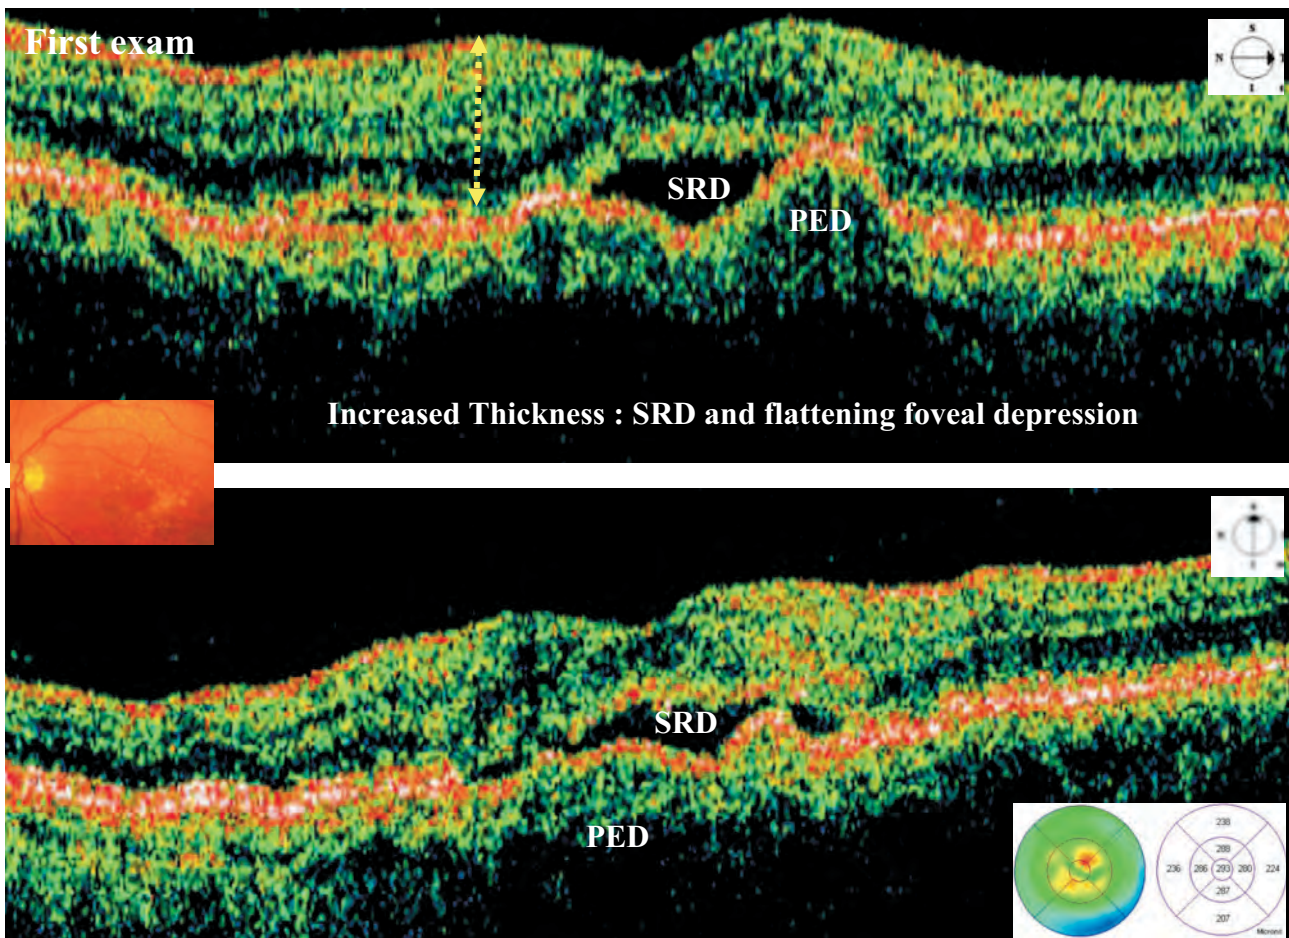 First exam
S
N T
I
SRD
PED
Increased Thickness : SRD and flattening foveal depression
SRD
PED
238
288
236 286 293 280 224
287
207
Microns